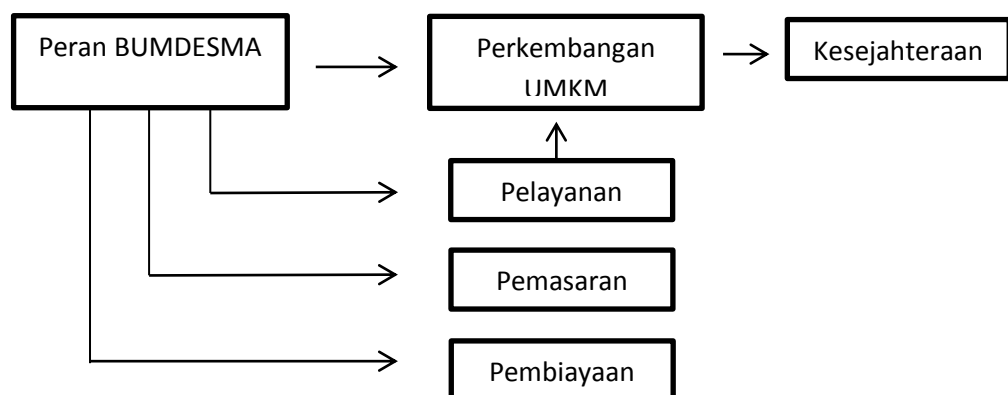 Peran BUMDESMA
Perkembangan
UMKM
Kesejahteraan
Pelayanan
Pemasaran
Pembiayaan